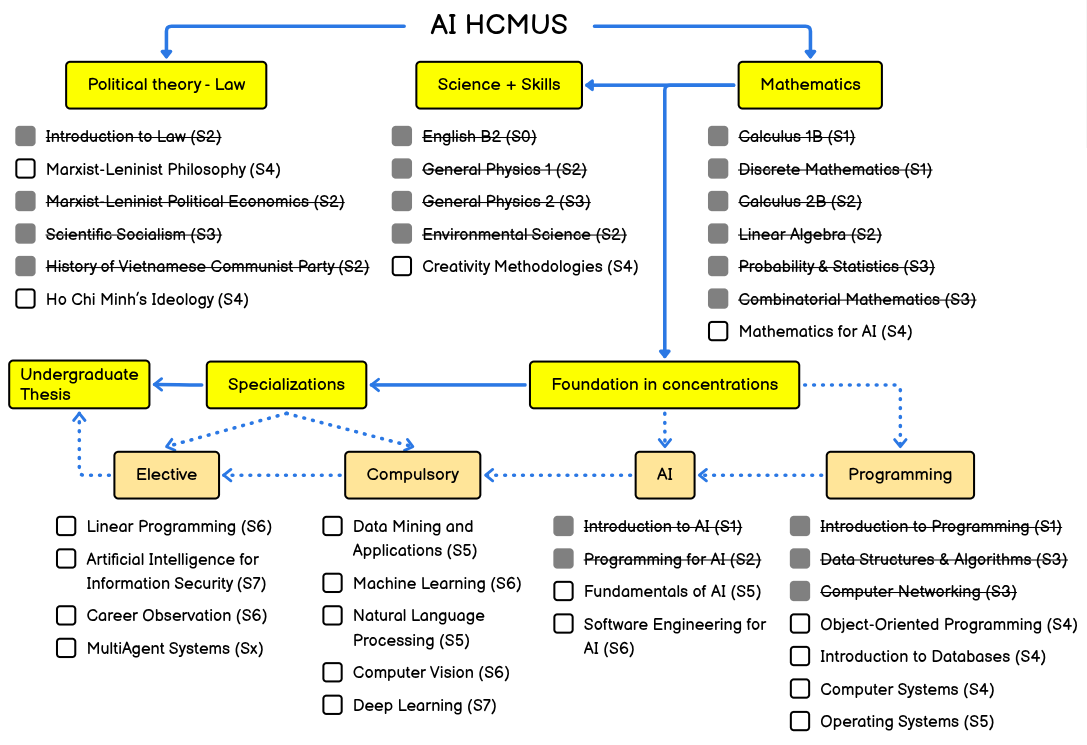 AI HCMUS
Political theory - Law
Science + Skills
Mathematics
Introduction to Law (S2)
Marxist-Leninist Philosophy (S4)
Marxist-Leninist Political Economics (S2)
Scientific Socialism (S3)
History of Vietnamese Communist Party (S2)
Ho Chi Minh's Ideology (S4)
English B2 (S0)
General Physics 1 (S2)
General Physics 2 (S3)
Environmental Science (S2)
Creativity Methodologies (S4)
Calculus 1B (S1)
Discrete Mathematics (S1)
Calculus 2B (S2)
Linear Algebra (S2)
Probability & Statistics (S3)
Combinatorial Mathematics (S3)
Mathematics for AI (S4)
Undergraduate
Thesis
Specializations
Foundation in concentrations
Elective
Compulsory
AI
Programming
Linear Programming (S6)
Artificial Intelligence for
Information Security (S7)
Career Observation (S6)
MultiAgent Systems (Sx)
Data Mining and
Applications (S5)
Machine Learning (S6)
Natural Language
Processing (S5)
Computer Vision (S6)
Deep Learning (S7)
Introduction to AI (S1)
Programming for AI (S2)
Fundamentals of AI (S5)
Software Engineering for
AI (S6)
Introduction to Programming (S1)
Data Structures & Algorithms (S3)
Computer Networking (S3)
Object-Oriented Programming (S4)
Introduction to Databases (S4)
Computer Systems (S4)
Operating Systems (S5)